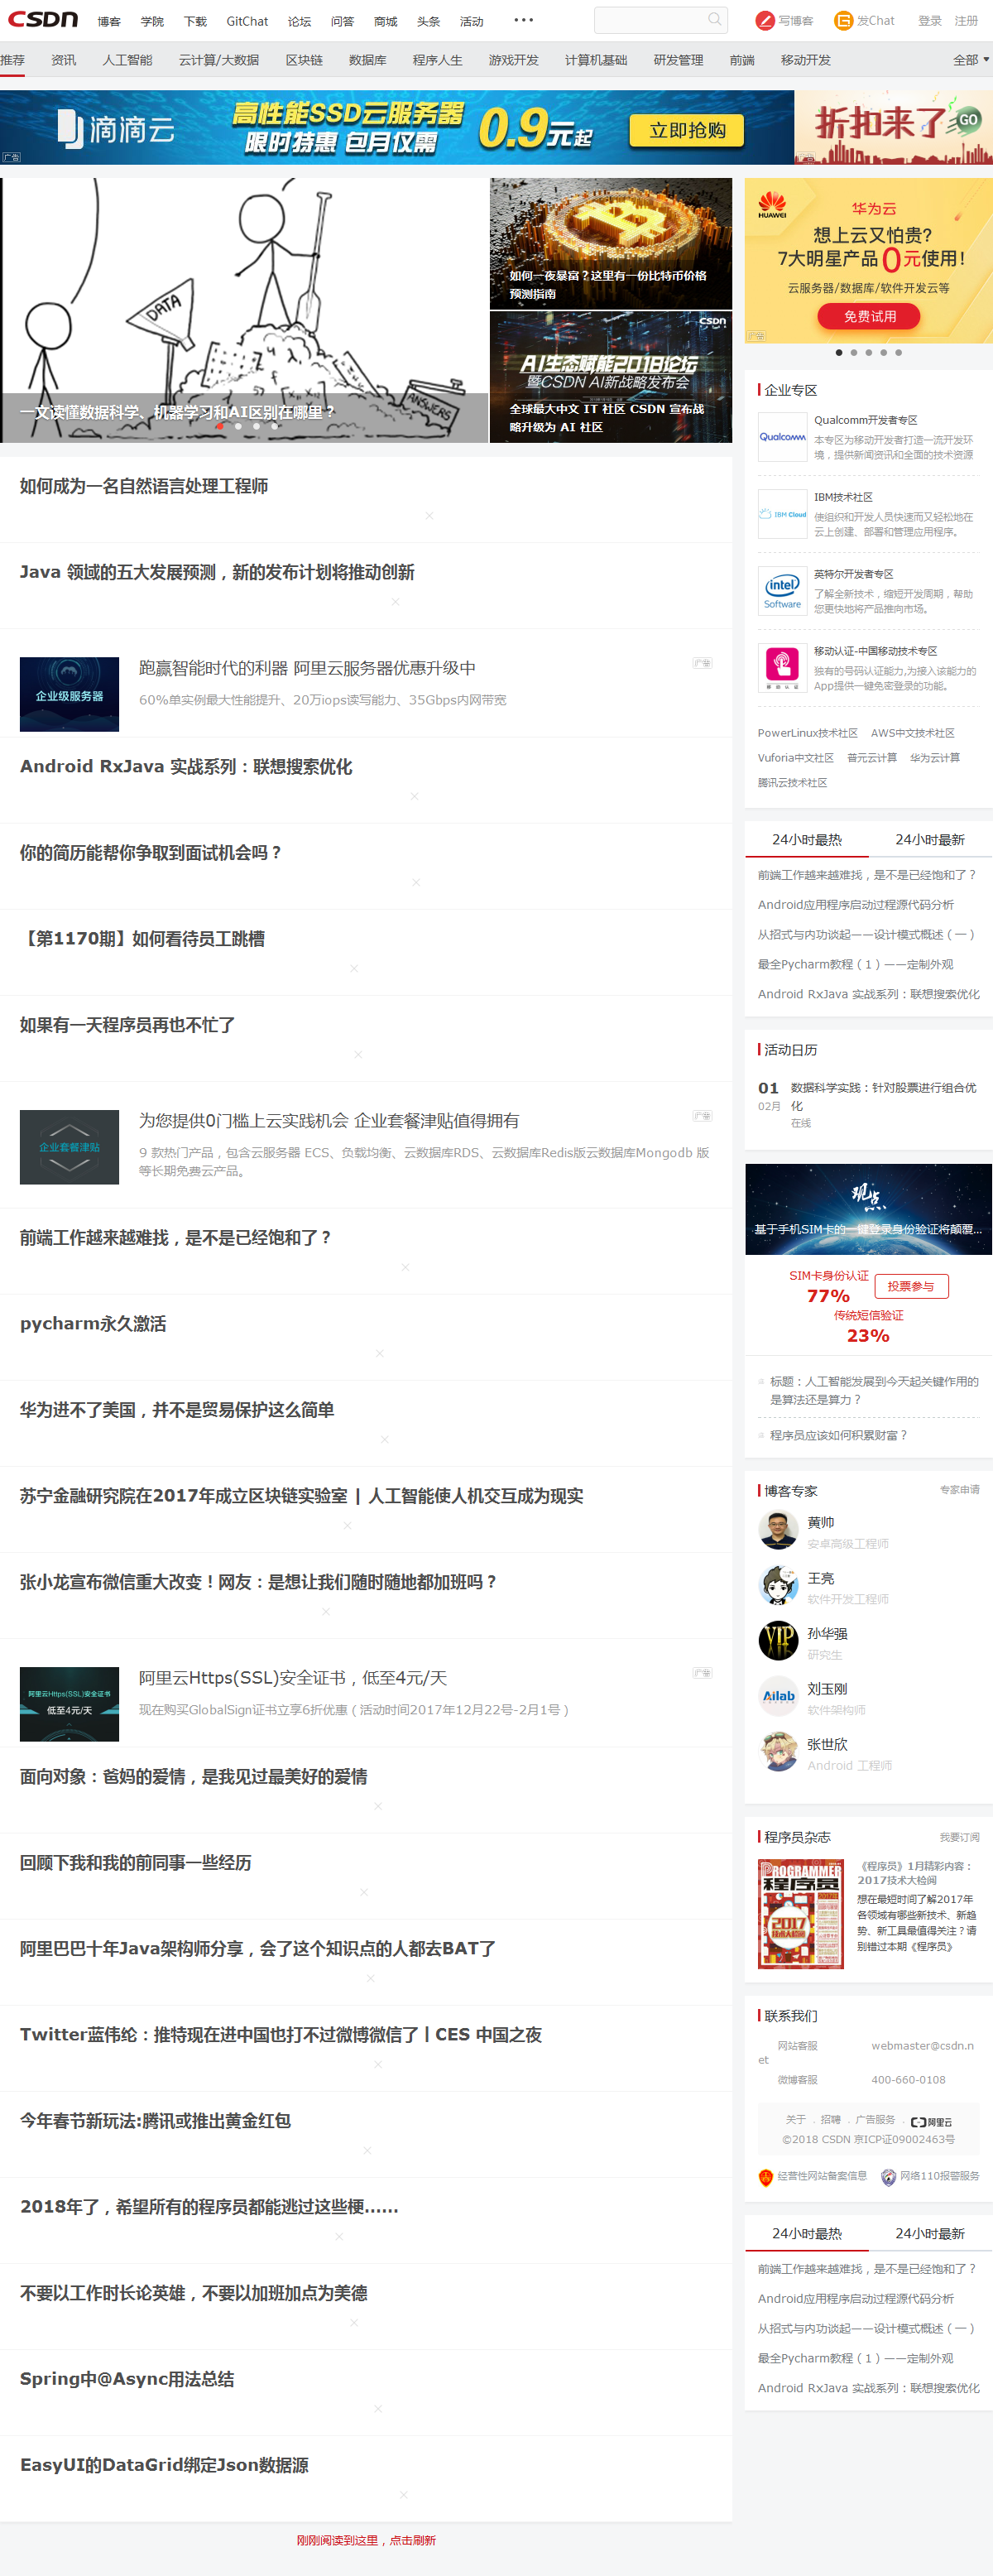 CSDN 博客 学院 下载 GitChat 论坛 问答 商城 头条 活动 ••• 写博客 发Chat 登录 注册
推荐 资讯 人工智能 云计算/大数据 区块链 数据库 程序人生 游戏开发 计算机基础 研发管理 前端 移动开发 全部
滴滴云 高性能SSD云服务器 限时特惠 包月仅需 0.9元起 立即抢购
广告
折扣来了 GO
DATA
ANSWERS
一文读懂数据科学、机器学习和AI区别在哪里？
如何一夜暴富？这里有一份比特币价格
预测指南
CSDN
AI生态赋能2018论坛
暨CSDN AI新战略发布会
全球最大中文 IT 社区 CSDN 宣布战
略升级为 AI 社区
HUAWEI
华为云
想上云又怕贵?
7大明星产品0元使用!
云服务器/数据库/软件开发云等
免费试用
广告
如何成为一名自然语言处理工程师
Java 领域的五大发展预测，新的发布计划将推动创新
企业级服务器
跑赢智能时代的利器 阿里云服务器优惠升级中
广告
60%单实例最大性能提升、20万iops读写能力、35Gbps内网带宽
Android RxJava 实战系列：联想搜索优化
你的简历能帮你争取到面试机会吗？
【第1170期】如何看待员工跳槽
如果有一天程序员再也不忙了
企业套餐津贴
为您提供0门槛上云实践机会 企业套餐津贴值得拥有
广告
9 款热门产品，包含云服务器 ECS、负载均衡、云数据库RDS、云数据库Redis版云数据库Mongodb 版
等长期免费云产品。
前端工作越来越难找，是不是已经饱和了？
pycharm永久激活
华为进不了美国，并不是贸易保护这么简单
苏宁金融研究院在2017年成立区块链实验室 | 人工智能使人机交互成为现实
张小龙宣布微信重大改变！网友：是想让我们随时随地都加班吗？
阿里云Https(SSL)安全证书
低至4元/天
阿里云Https(SSL)安全证书，低至4元/天
广告
现在购买GlobalSign证书立享6折优惠（活动时间2017年12月22号-2月1号）
面向对象：爸妈的爱情，是我见过最美好的爱情
回顾下我和我的前同事一些经历
阿里巴巴十年Java架构师分享，会了这个知识点的人都去BAT了
Twitter蓝伟纶：推特现在进中国也打不过微博微信了丨CES 中国之夜
今年春节新玩法:腾讯或推出黄金红包
2018年了，希望所有的程序员都能逃过这些梗……
不要以工作时长论英雄，不要以加班加点为美德
Spring中@Async用法总结
EasyUI的DataGrid绑定Json数据源
刚刚阅读到这里，点击刷新
企业专区
Qualcomm
Qualcomm开发者专区
本专区为移动开发者打造一流开发环
境，提供新闻资讯和全面的技术资源
IBM Cloud
IBM技术社区
使组织和开发人员快速而又轻松地在
云上创建、部署和管理应用程序。
intel Software
英特尔开发者专区
了解全新技术，缩短开发周期，帮助
您更快地将产品推向市场。
移动认证-中国移动技术专区
独有的号码认证能力,为接入该能力的
App提供一键免密登录的功能。
PowerLinux技术社区 AWS中文技术社区
Vuforia中文社区 普元云计算 华为云计算
腾讯云技术社区
24小时最热 24小时最新
前端工作越来越难找，是不是已经饱和了？
Android应用程序启动过程源代码分析
从招式与内功谈起——设计模式概述（一）
最全Pycharm教程（1）——定制外观
Android RxJava 实战系列：联想搜索优化
活动日历
01 数据科学实践：针对股票进行组合优
02月 化
在线
观点
基于手机SIM卡的一键登录身份验证将颠覆...
SIM卡身份认证
77%
投票参与
传统短信验证
23%
标题：人工智能发展到今天起关键作用的
是算法还是算力？
程序员应该如何积累财富？
博客专家 专家申请
黄帅
安卓高级工程师
王亮
软件开发工程师
VIP
孙华强
研究生
Ailab
刘玉刚
软件架构师
张世欣
Android 工程师
程序员杂志 我要订阅
PROGRAMMER
程序员
2017
技术大检阅
《程序员》1月精彩内容：
2017技术大检阅
想在最短时间了解2017年
各领域有哪些新技术、新趋
势、新工具最值得关注？请
别错过本期《程序员》
联系我们
网站客服 webmaster@csdn.n
et
微博客服 400-660-0108
关于 . 招聘 . 广告服务 . 阿里云
©2018 CSDN 京ICP证09002463号
经营性网站备案信息 网络110报警服务
24小时最热 24小时最新
前端工作越来越难找，是不是已经饱和了？
Android应用程序启动过程源代码分析
从招式与内功谈起——设计模式概述（一）
最全Pycharm教程（1）——定制外观
Android RxJava 实战系列：联想搜索优化